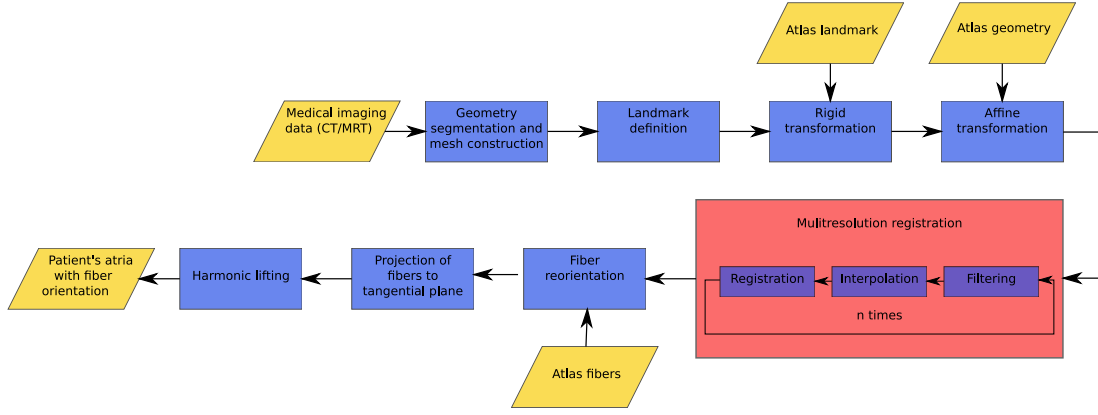 Atlas landmark
Atlas geometry
Medical imaging
data (CT/MRT)
Geometry
segmentation and
mesh construction
Landmark
definition
Rigid
transformation
Affine
transformation
Mulitresolution registration
Patient's atria
with fiber
orientation
Harmonic lifting
Projection of
fibers to
tangential plane
Fiber
reorientation
Registration
Interpolation
Filtering
n times
Atlas fibers